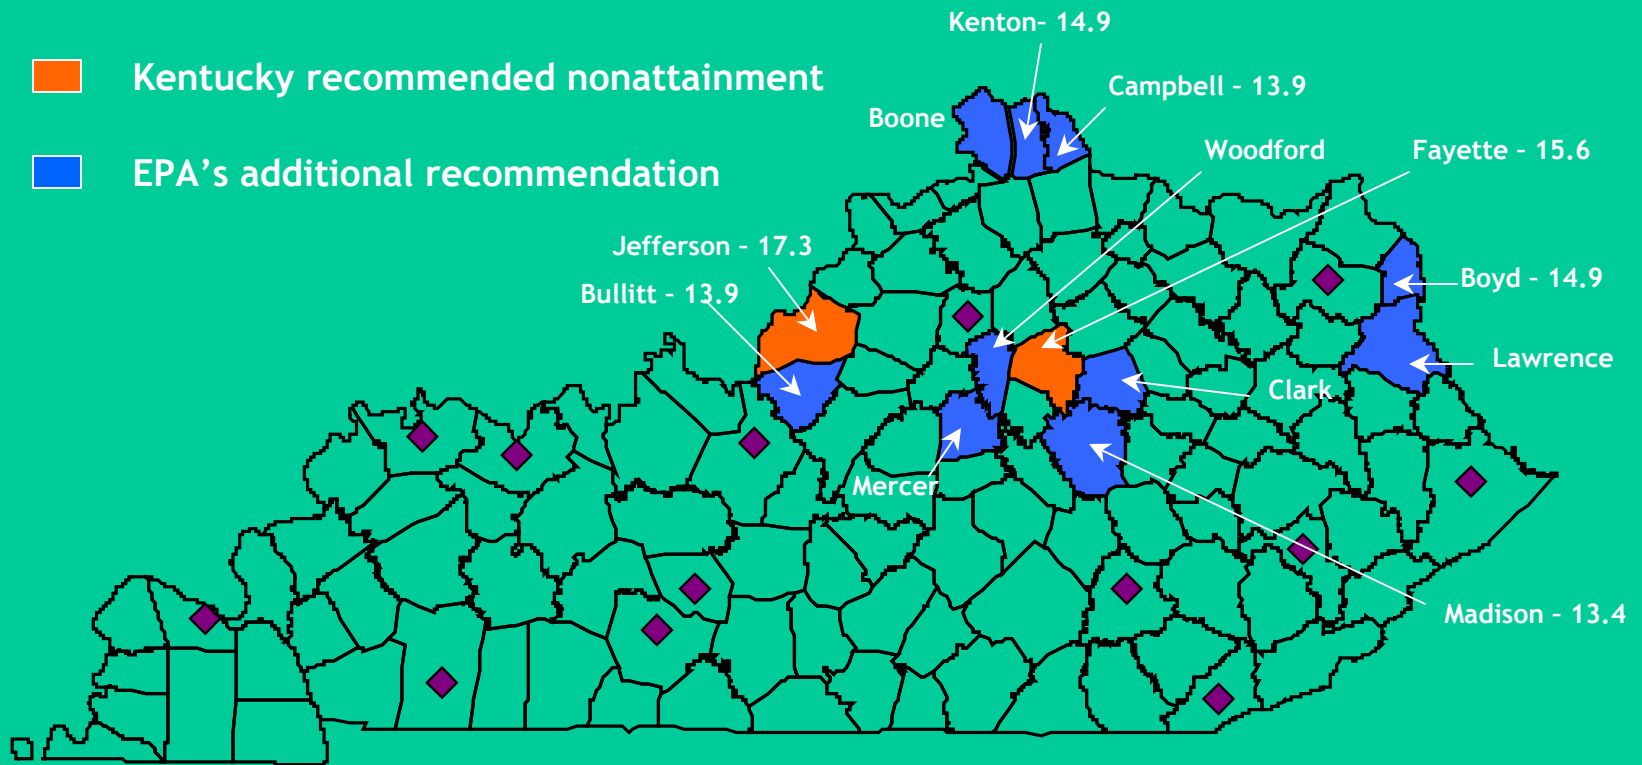 Kenton– 14.9
Kentucky recommended nonattainment
Campbell – 13.9
Boone
Woodford
Fayette – 15.6
EPA’s additional recommendation
Jefferson – 17.3
Bullitt – 13.9
Boyd – 14.9
Lawrence
Clark
Mercer
Madison – 13.4